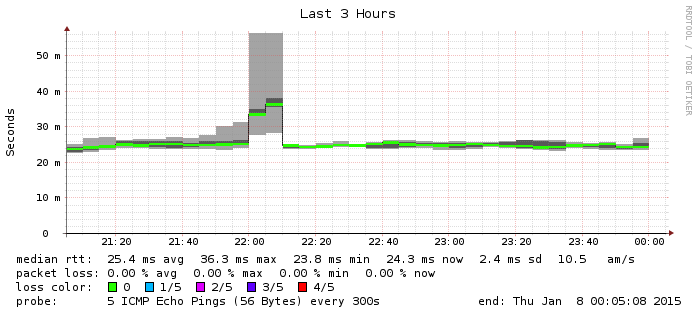 Last 3 Hours
RRDTOOL / TOBI OETIKER
Seconds
50 m
40 m
30 m
20 m
10 m
0
21:20 21:40 22:00 22:20 22:40 23:00 23:20 23:40 00:00
median rtt: 25.4 ms avg 36.3 ms max 23.8 ms min 24.3 ms now 2.4 ms sd 10.5 am/s
packet loss: 0.00 % avg 0.00 % max 0.00 % min 0.00 % now
loss color: 0 1/5 2/5 3/5 4/5
probe: 5 ICMP Echo Pings (56 Bytes) every 300s end: Thu Jan 8 00:05:08 2015